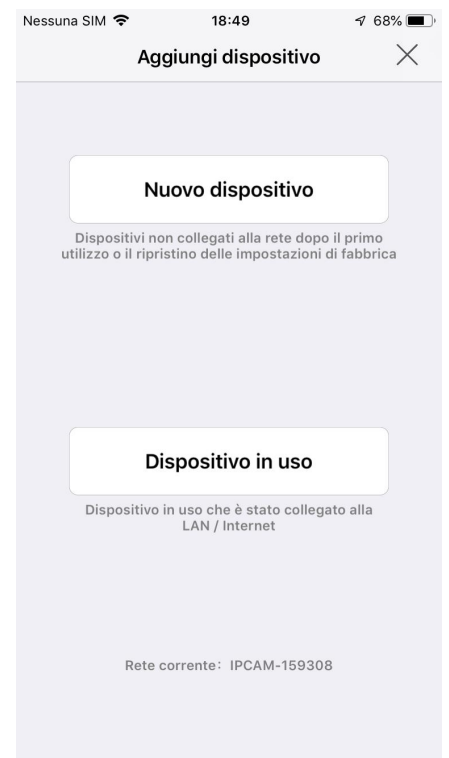 Nessuna SIM 18:49 68%
Aggiungi dispositivo
Nuovo dispositivo
Dispositivi non collegati alla rete dopo il primo
utilizzo o il ripristino delle impostazioni di fabbrica
Dispositivo in uso
Dispositivo in uso che è stato collegato alla
LAN / Internet
Rete corrente: IPCAM-159308